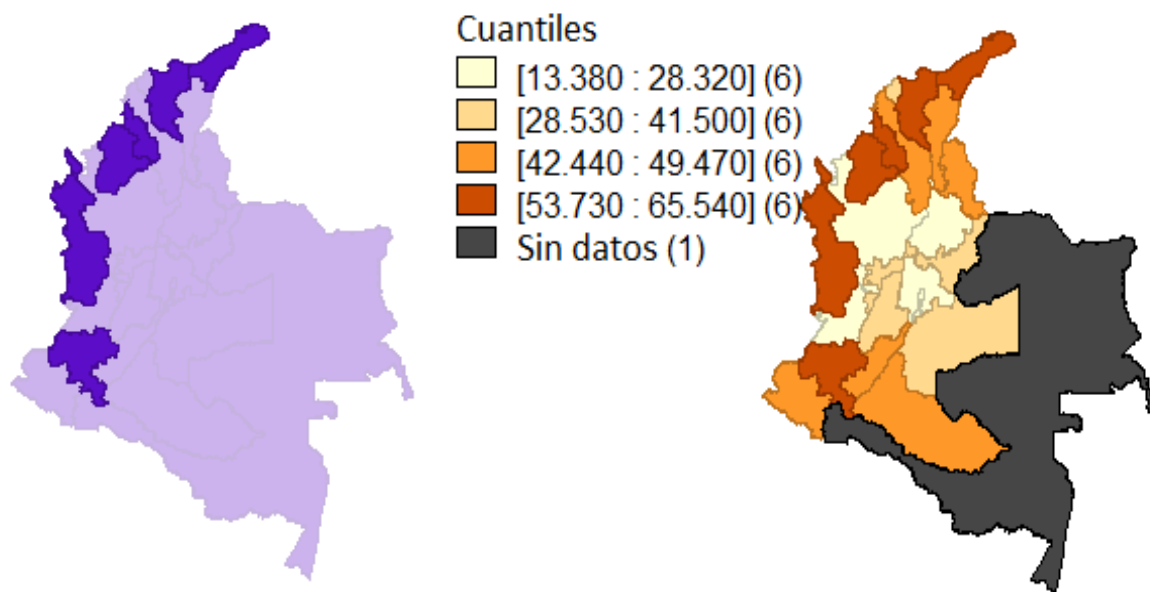 Cuantiles
[13.380 : 28.320] (6)
[28.530 : 41.500] (6)
[42.440 : 49.470] (6)
[53.730 : 65.540] (6)
Sin datos (1)